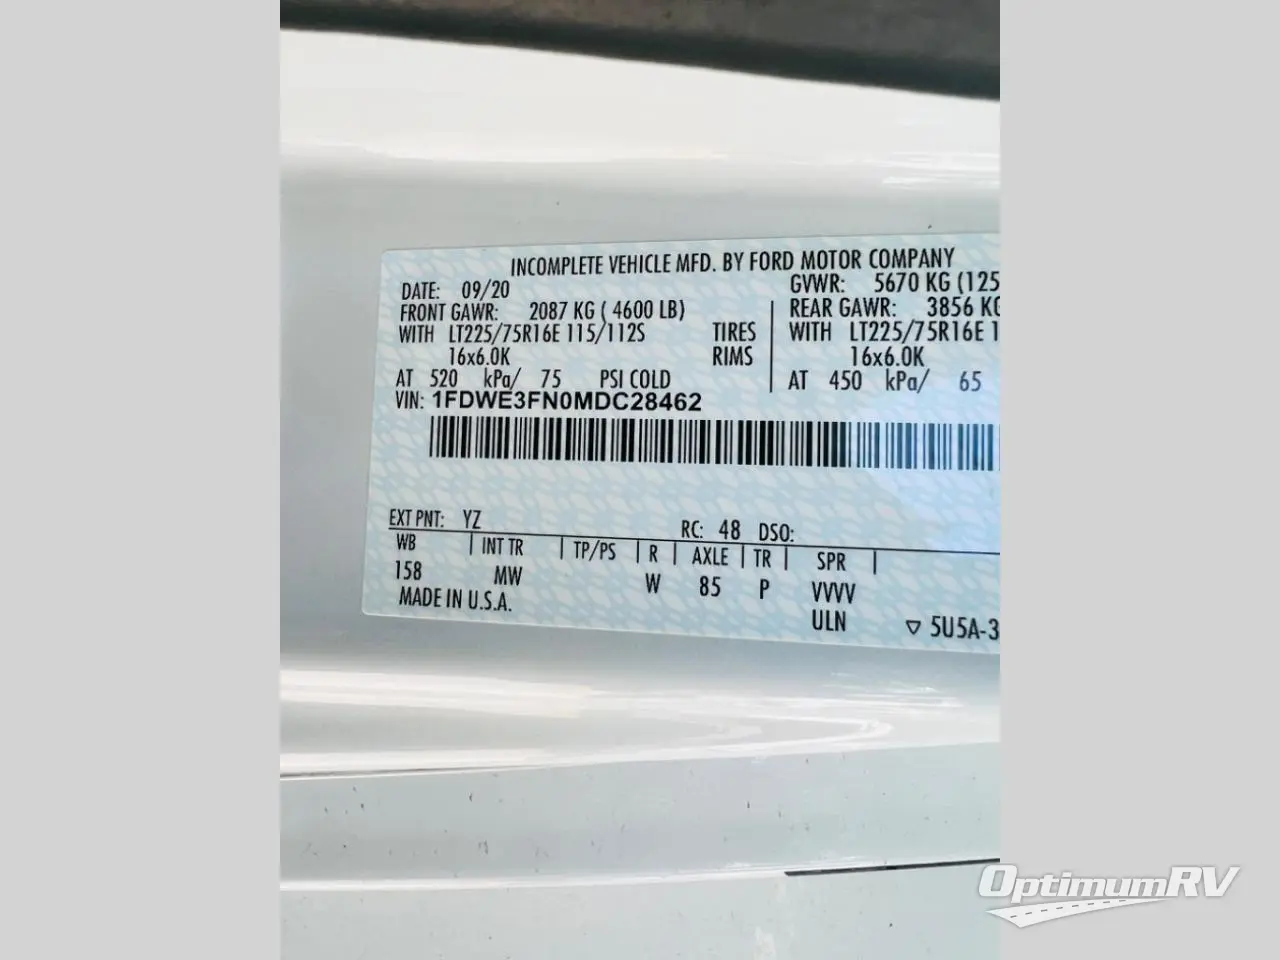 INCOMPLETE VEHICLE MFD. BY FORD MOTOR COMPANY
DATE: 09/20 GVWR: 5670 KG (125
FRONT GAWR: 2087 KG ( 4600 LB) REAR GAWR: 3856 KG
WITH LT225/75R16E 115/112S TIRES WITH LT225/75R16E 1
16x6.0K RIMS 16x6.0K
AT 520 kPa/ 75 PSI COLD AT 450 kPa/ 65
VIN: 1FDWE3FN0MDC28462
EXT PNT: YZ RC: 48 DSO:
WB INT TR TP/PS R AXLE TR SPR
158 MW W 85 P VVVV
MADE IN U.S.A. ULN ▽ 5U5A-3
OptimumRV